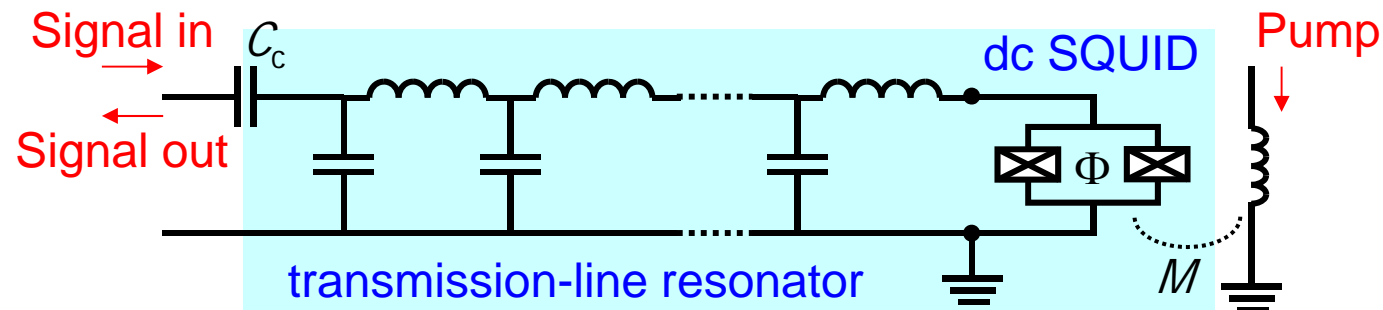 Signal in
C_c
dc SQUID
Pump
Signal out
Φ
transmission-line resonator
M